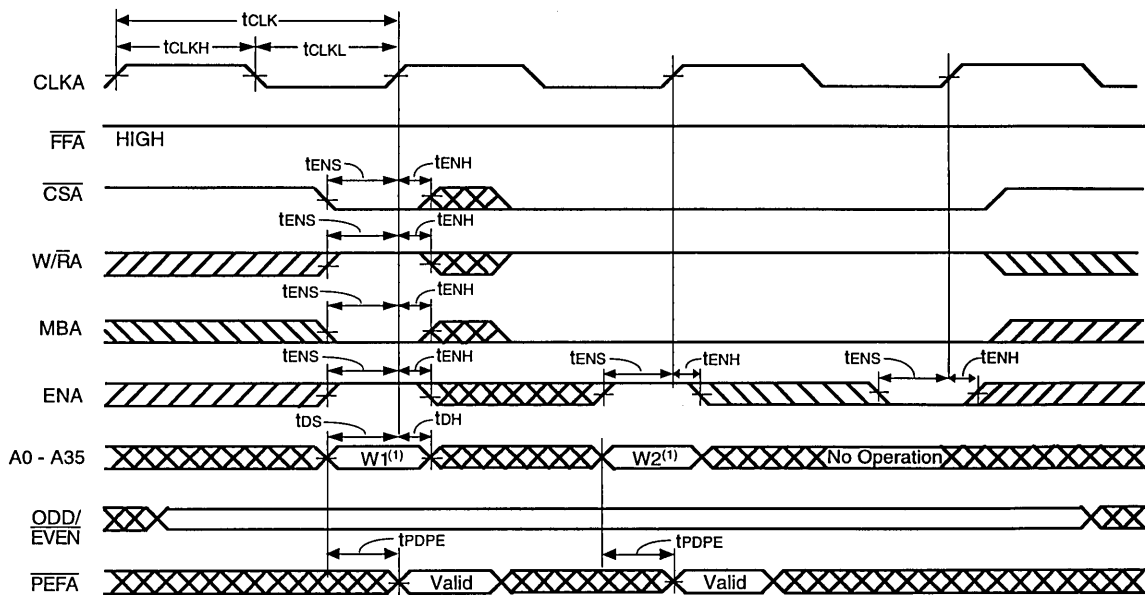 tCLK
tCLKH tCLKL
CLKA
FFA HIGH
tENS tENH
CSA
tENS tENH
W/RA
tENS tENH
MBA
tENS tENH tENS tENH tENS tENH
ENA
tDS tDH
A0 - A35 W1(1) W2(1) No Operation
ODD/
EVEN
tPDPE tPDPE
PEFA Valid Valid